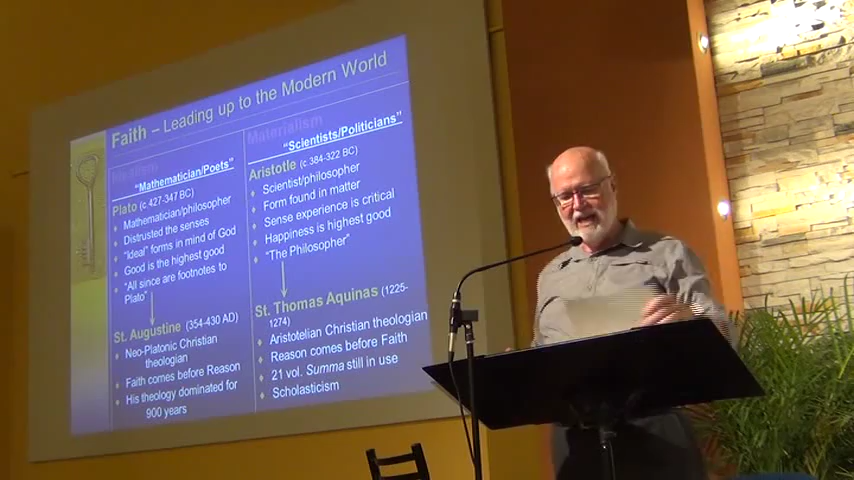 Faith – Leading up to the Modern World
Idealism
"Mathematician/Poets"
Plato (c 427-347 BC)
Mathematician/philosopher
Distrusted the senses
"Ideal" forms in mind of God
Good is the highest good
"All since are footnotes to
Plato"
St. Augustine (354-430 AD)
Neo-Platonic Christian
theologian
Faith comes before Reason
His theology dominated for
900 years
Materialism
"Scientists/Politicians"
Aristotle (c 384-322 BC)
Scientist/philosopher
Form found in matter
Sense experience is critical
Happiness is highest good
"The Philosopher"
St. Thomas Aquinas (1225-
1274)
Aristotelian Christian theologian
Reason comes before Faith
21 vol. Summa still in use
Scholasticism